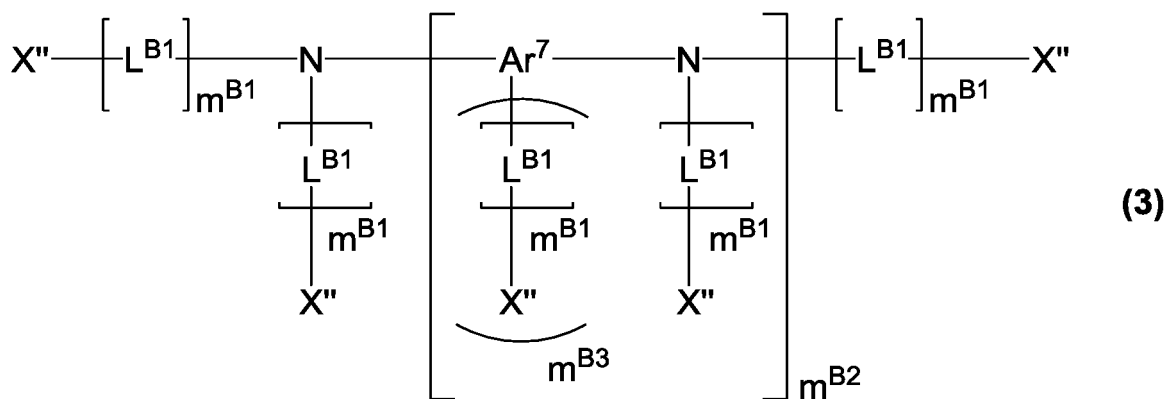 X" L^B1 m^B1 N Ar^7 N L^B1 m^B1 X"
L^B1 m^B1 L^B1 m^B1 L^B1 m^B1
(3)
X" X" X"
m^B3 m^B2